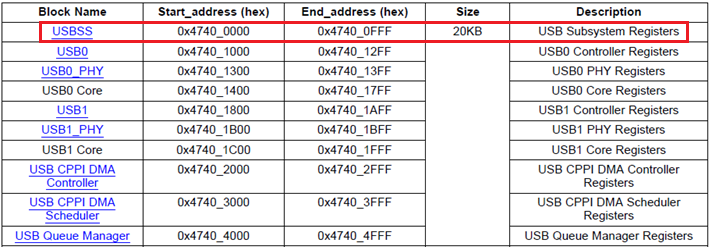 Block Name Start_address (hex) End_address (hex) Size Description
USBSS 0x4740_0000 0x4740_0FFF 20KB USB Subsystem Registers
USB0 0x4740_1000 0x4740_12FF USB0 Controller Registers
USB0_PHY 0x4740_1300 0x4740_13FF USB0 PHY Registers
USB0 Core 0x4740_1400 0x4740_17FF USB0 Core Registers
USB1 0x4740_1800 0x4740_1AFF USB1 Controller Registers
USB1_PHY 0x4740_1B00 0x4740_1BFF USB1 PHY Registers
USB1 Core 0x4740_1C00 0x4740_1FFF USB1 Core Registers
USB CPPI DMA 0x4740_2000 0x4740_2FFF USB CPPI DMA Controller
Controller Registers
USB CPPI DMA 0x4740_3000 0x4740_3FFF USB CPPI DMA Scheduler
Scheduler Registers
USB Queue Manager 0x4740_4000 0x4740_4FFF USB Queue Manager Registers